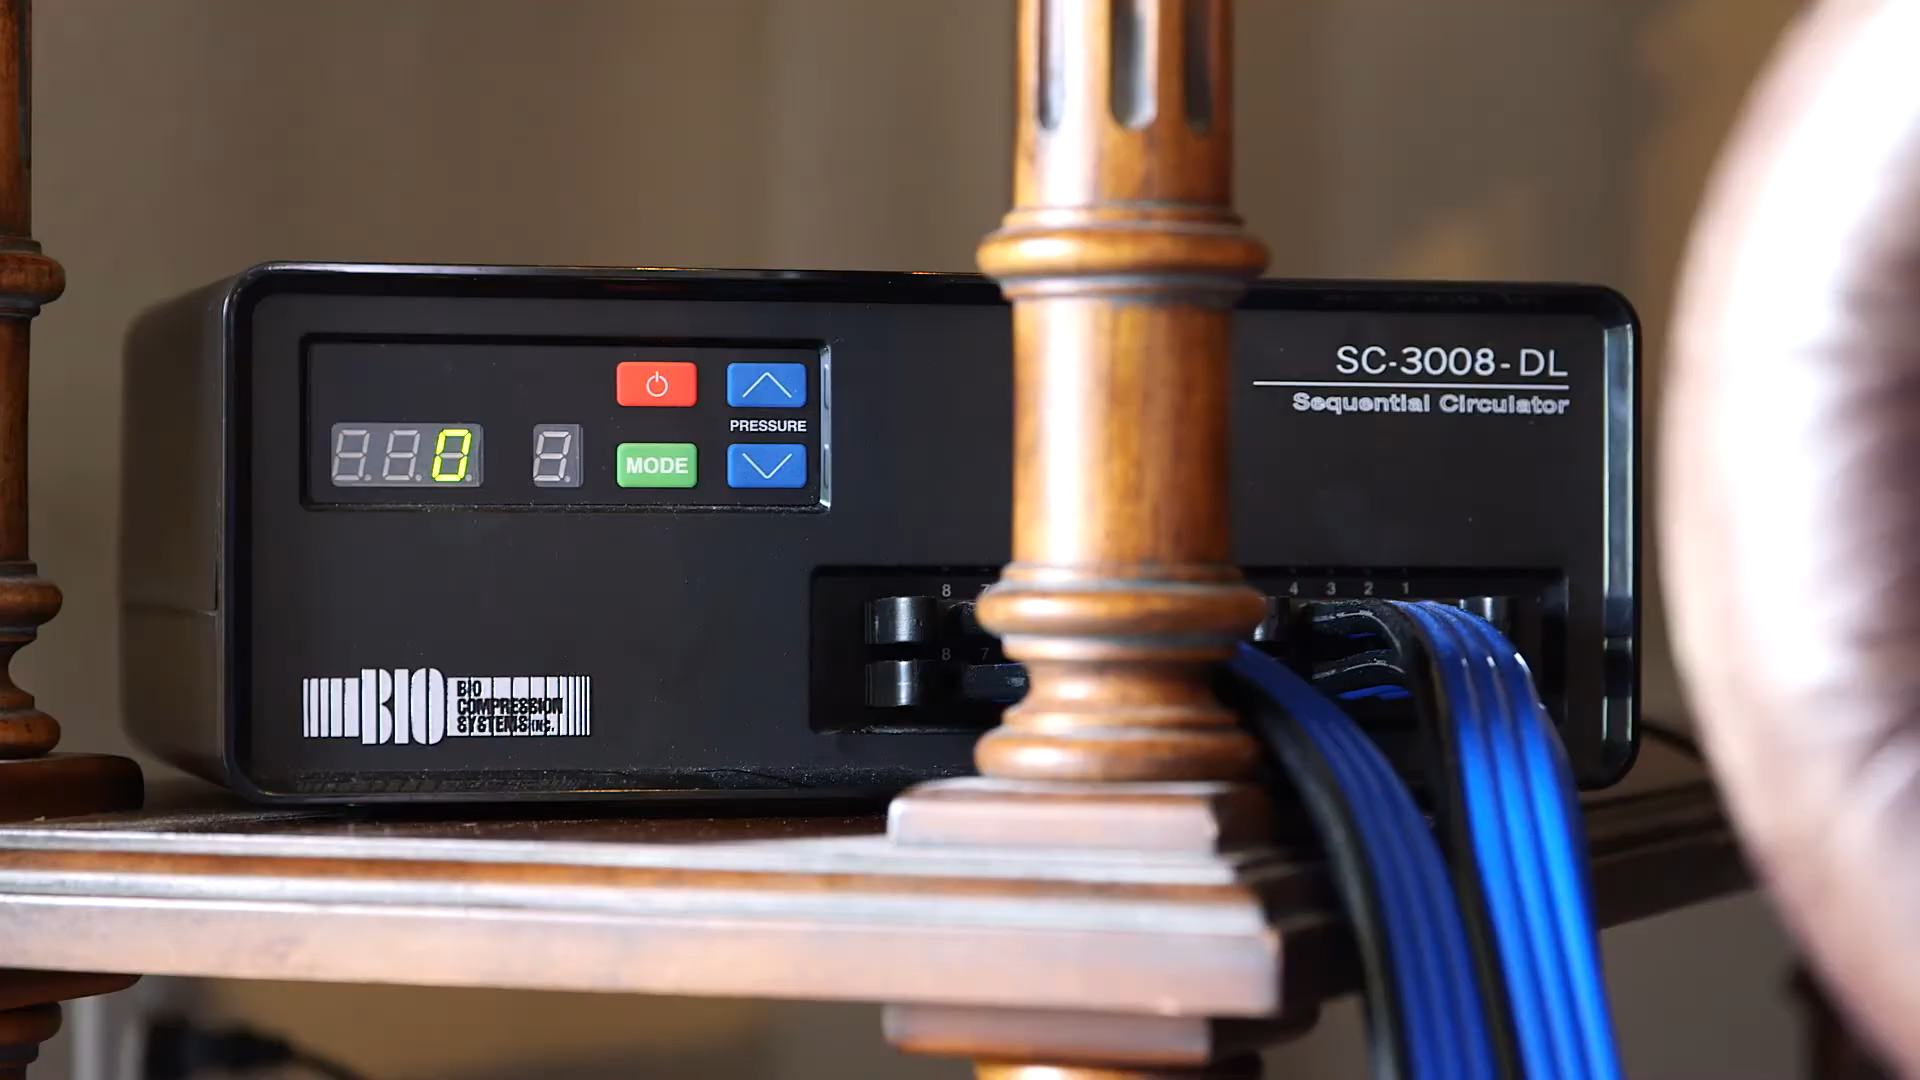 SC-3008-DL
Sequential Circulator
PRESSURE
0
MODE
8 7 4 3 2 1
8 7
BIO
BIO
COMPRESSION
SYSTEMS INC.